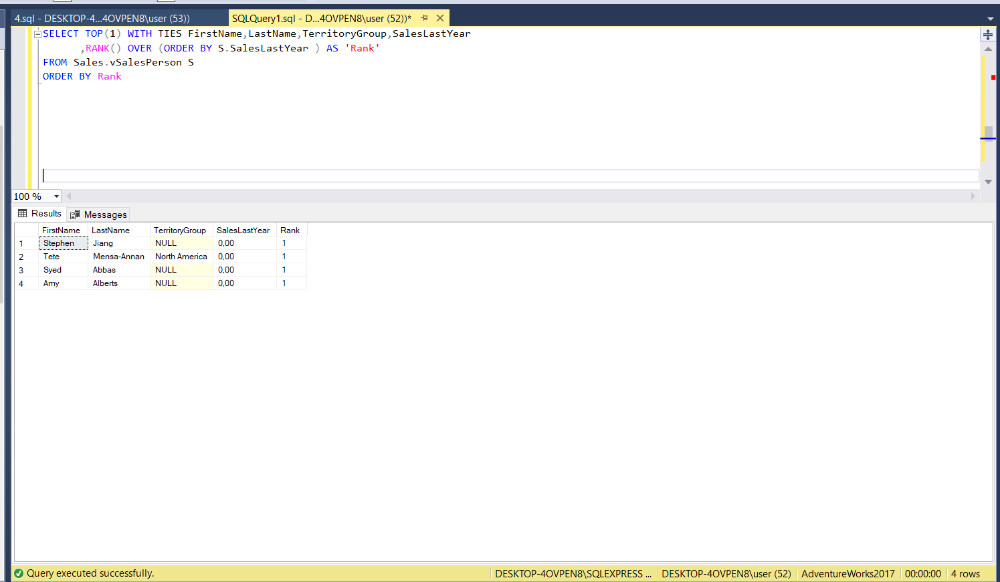 4.sql - DESKTOP-4...4OVPEN8\user (53))
SQLQuery1.sql - D...4OVPEN8\user (52))*
SELECT TOP(1) WITH TIES FirstName,LastName,TerritoryGroup,SalesLastYear
,RANK() OVER (ORDER BY S.SalesLastYear ) AS 'Rank'
FROM Sales.vSalesPerson S
ORDER BY Rank
100 %
Results Messages
FirstName LastName TerritoryGroup SalesLastYear Rank
1 Stephen Jiang NULL 0,00 1
2 Tete Mensa-Annan North America 0,00 1
3 Syed Abbas NULL 0,00 1
4 Amy Alberts NULL 0,00 1
Query executed successfully. DESKTOP-4OVPEN8\SQLEXPRESS ... DESKTOP-4OVPEN8\user (52) AdventureWorks2017 00:00:00 4 rows